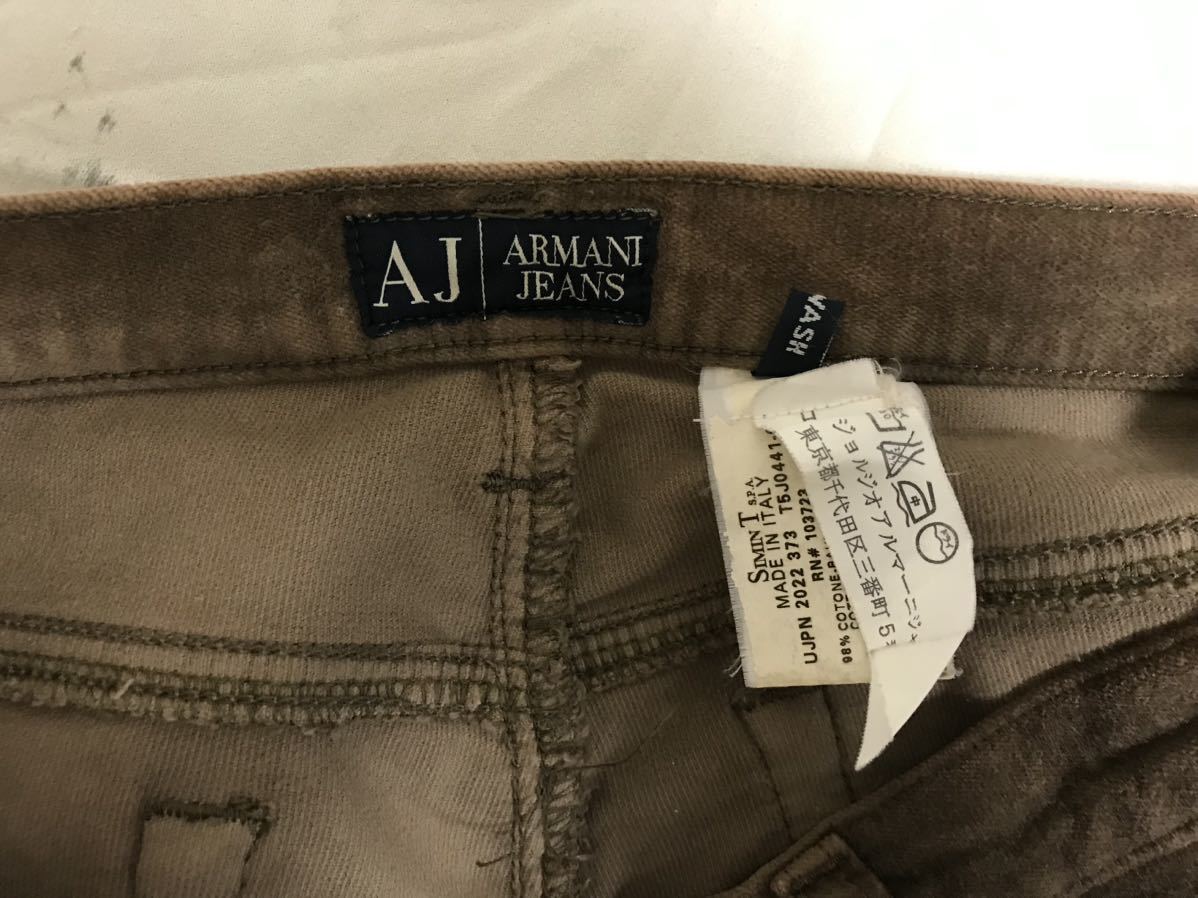 AJ
ARMANI
JEANS
WASH
SIMINT S.P.A.
MADE IN ITALY
UJPN 2022 373 T5J0441
RN# 103723
98% COTONE
ジョルジオ アルマーニ ジャ
東京都千代田区三番町5